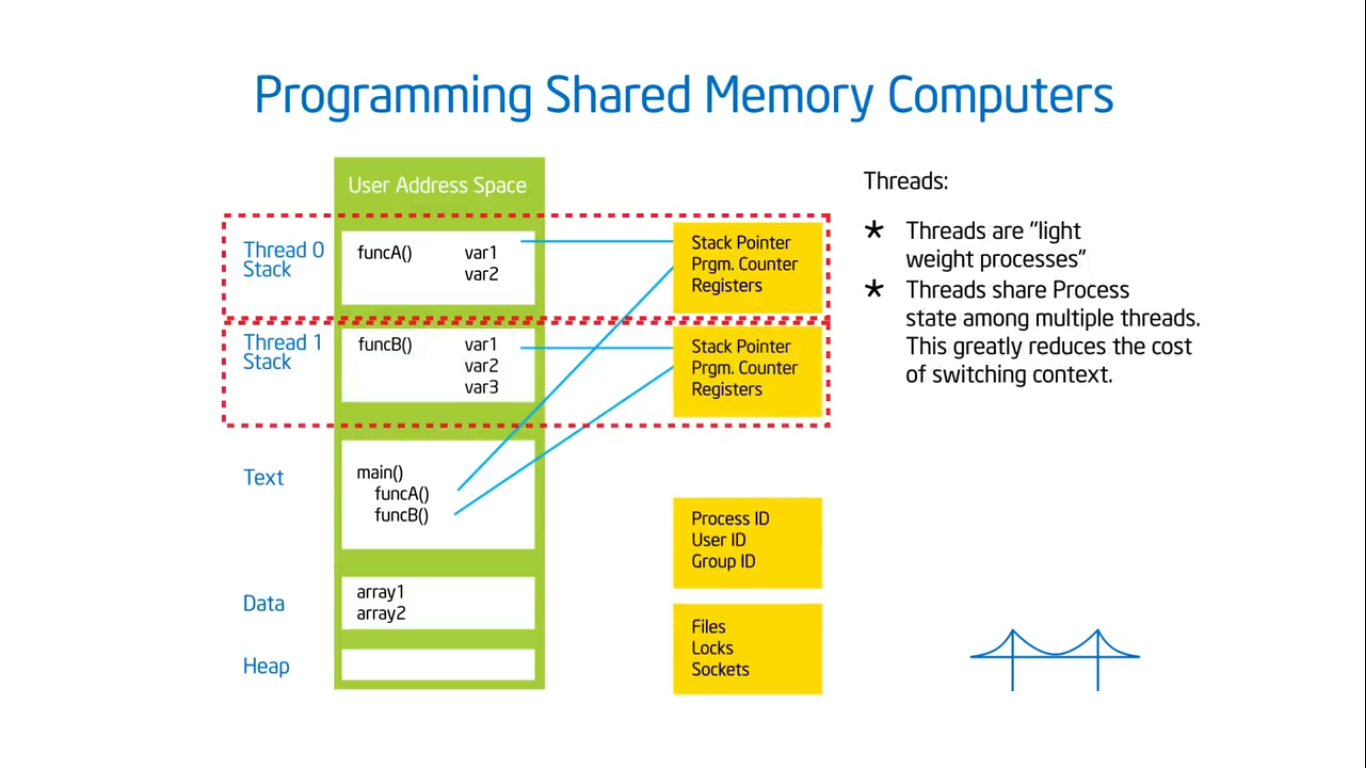 Programming Shared Memory Computers
User Address Space
Thread 0
Stack
funcA()
var1
var2
Stack Pointer
Prgm. Counter
Registers
Thread 1
Stack
funcB()
var1
var2
var3
Stack Pointer
Prgm. Counter
Registers
Text
main()
funcA()
funcB()
Process ID
User ID
Group ID
Data
array1
array2
Files
Locks
Sockets
Heap
Threads:
* Threads are "light
weight processes"
* Threads share Process
state among multiple threads.
This greatly reduces the cost
of switching context.